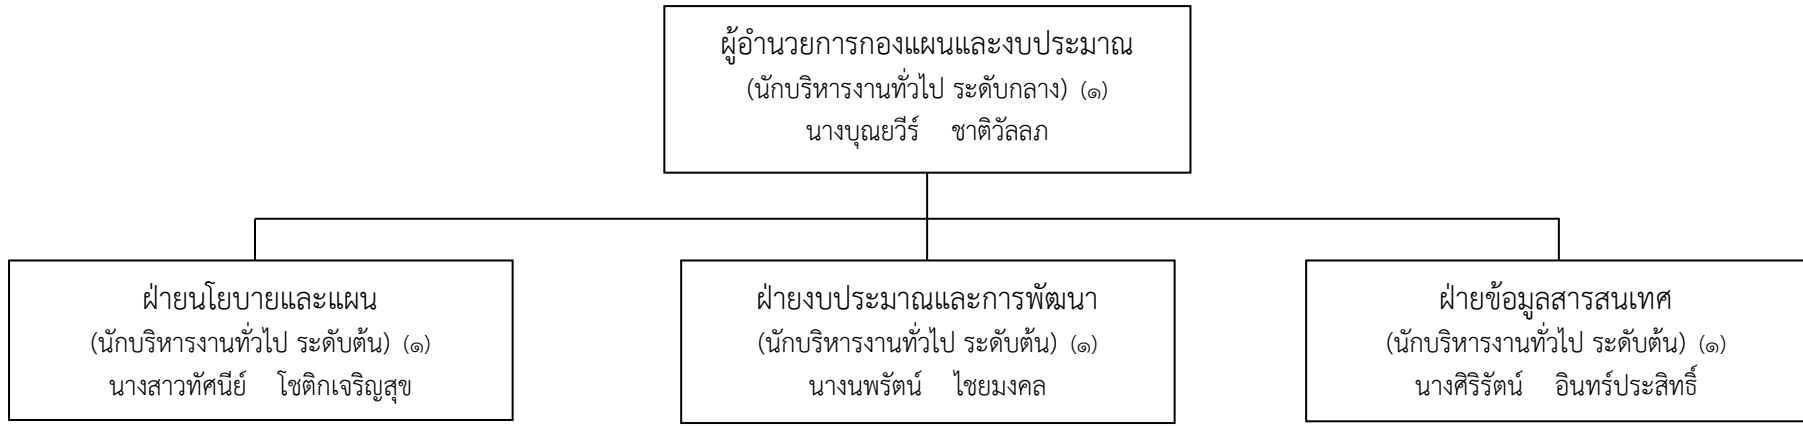 ผู้อำนวยการกองแผนและงบประมาณ
(นักบริหารงานทั่วไป ระดับกลาง) (๑)
นางบุณยวีร์ ชาติวัลลภ
ฝ่ายนโยบายและแผน
(นักบริหารงานทั่วไป ระดับต้น) (๑)
นางสาวทัศนีย์ โชติกเจริญสุข
ฝ่ายงบประมาณและการพัฒนา
(นักบริหารงานทั่วไป ระดับต้น) (๑)
นางนพรัตน์ ไชยมงคล
ฝ่ายข้อมูลสารสนเทศ
(นักบริหารงานทั่วไป ระดับต้น) (๑)
นางศิริรัตน์ อินทร์ประสิทธิ์